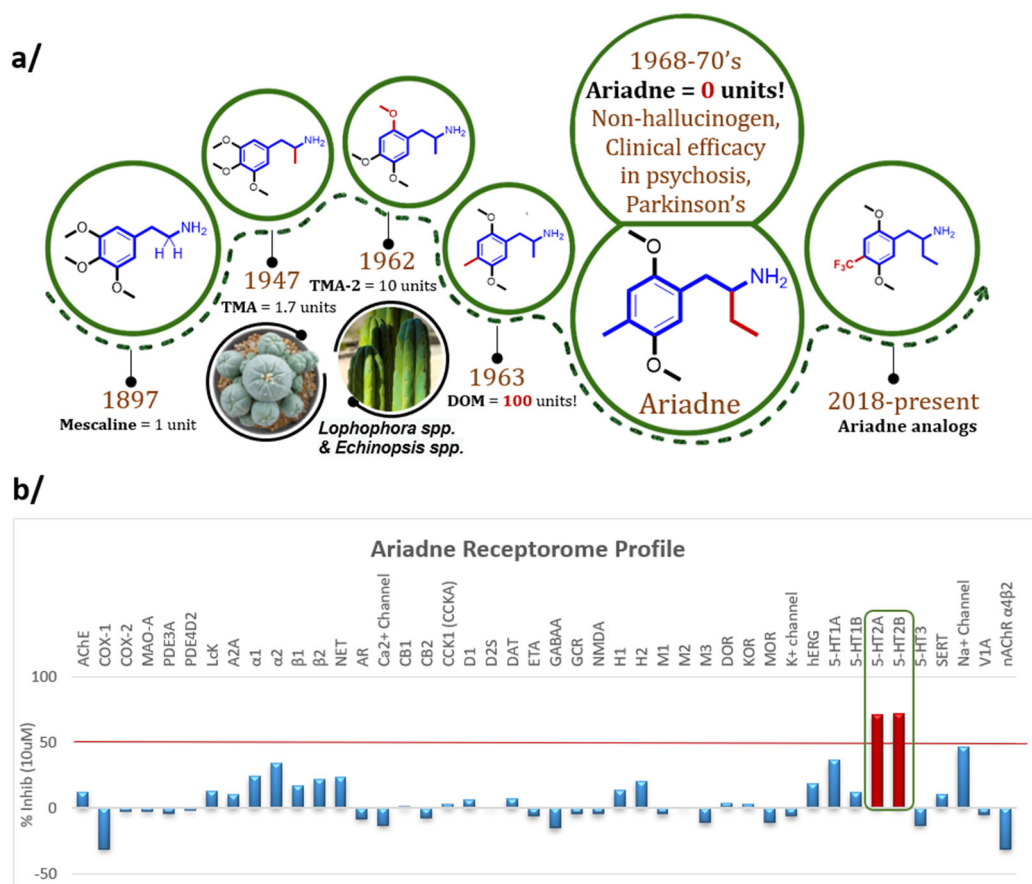 a/
1968-70's
Ariadne = 0 units!
Non-hallucinogen,
Clinical efficacy
in psychosis,
Parkinson's
NH2
H H
O
O
O
1897
Mescaline = 1 unit
NH2
O
O
O
1947
TMA = 1.7 units
NH2
O
O
O
1962
TMA-2 = 10 units
Lophophora spp.
& Echinopsis spp.
NH2
O
O
1963
DOM = 100 units!
NH2
O
O
Ariadne
NH2
O
F3C
O
2018-present
Ariadne analogs
b/
Ariadne Receptorome Profile
AChE
COX-1
COX-2
MAO-A
PDE3A
PDE4D2
LcK
A2A
α1
α2
β1
β2
NET
AR
Ca2+ Channel
CB1
CB2
CCK1 (CCKA)
D1
D2S
DAT
ETA
GABAA
GCR
NMDA
H1
H2
M1
M2
M3
DOR
KOR
MOR
K+ channel
hERG
5-HT1A
5-HT1B
5-HT2A
5-HT2B
5-HT3
SERT
Na+ Channel
V1A
nAChR α4β2
% Inhib (10uM)
100
50
0
-50